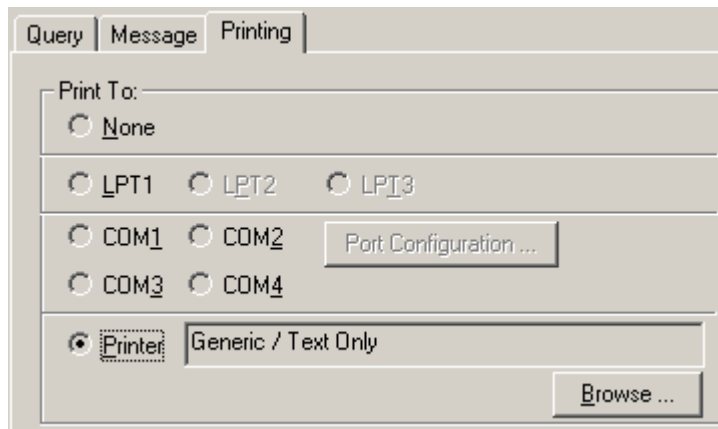 Query Message Printing
Print To:
None
LPT1 LPT2 LPT3
COM1 COM2 Port Configuration ...
COM3 COM4
Printer Generic / Text Only
Browse ...